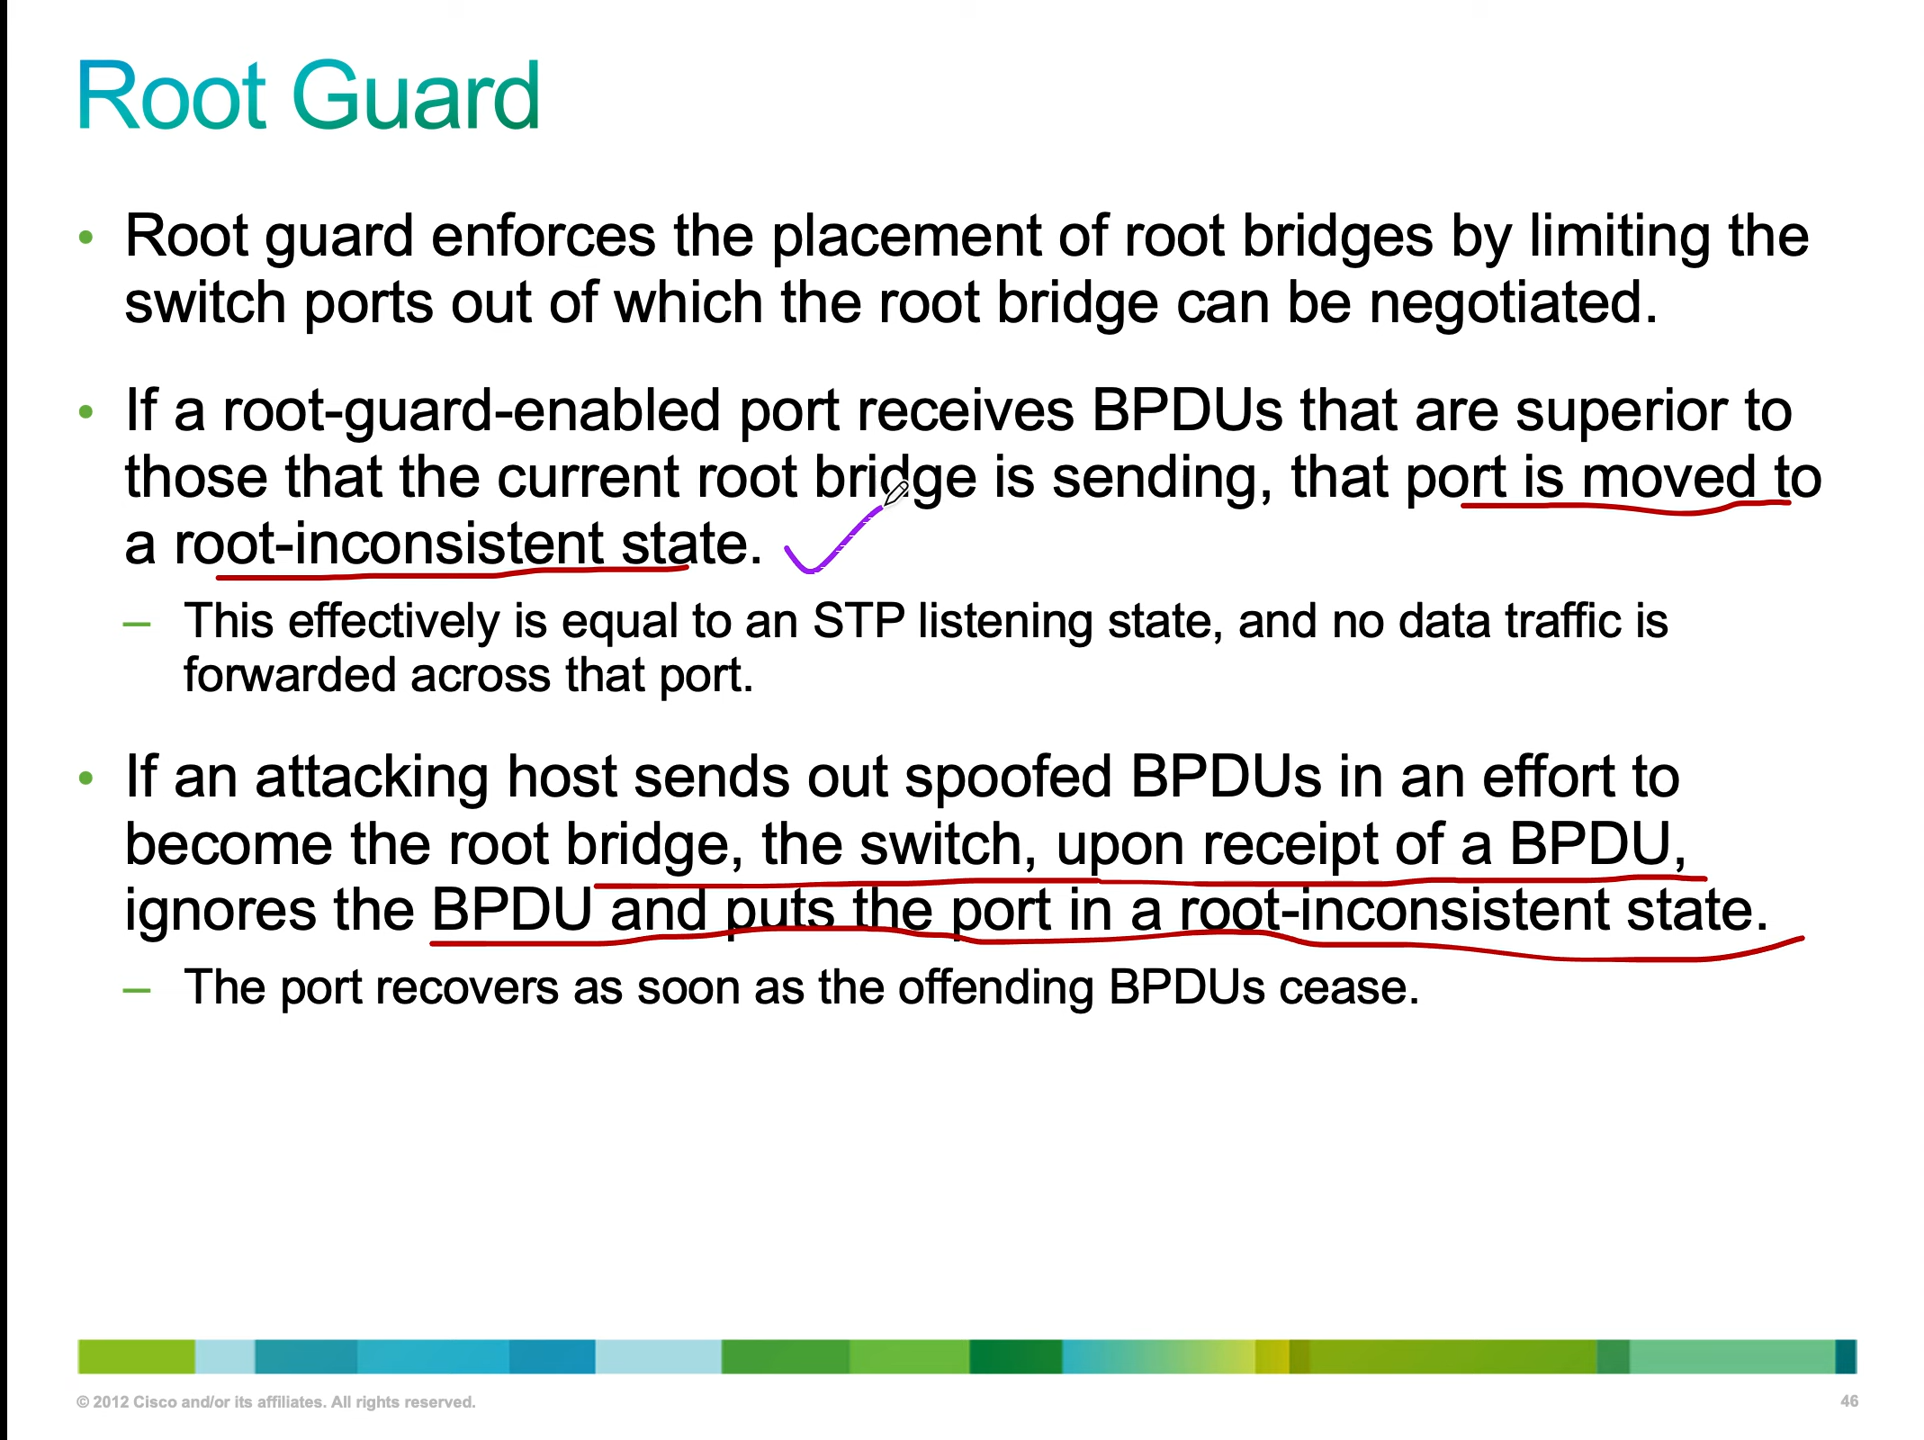 Root Guard
• Root guard enforces the placement of root bridges by limiting the
switch ports out of which the root bridge can be negotiated.
• If a root-guard-enabled port receives BPDUs that are superior to
those that the current root bridge is sending, that port is moved to
a root-inconsistent state.
– This effectively is equal to an STP listening state, and no data traffic is
forwarded across that port.
• If an attacking host sends out spoofed BPDUs in an effort to
become the root bridge, the switch, upon receipt of a BPDU,
ignores the BPDU and puts the port in a root-inconsistent state.
– The port recovers as soon as the offending BPDUs cease.
© 2012 Cisco and/or its affiliates. All rights reserved.
46